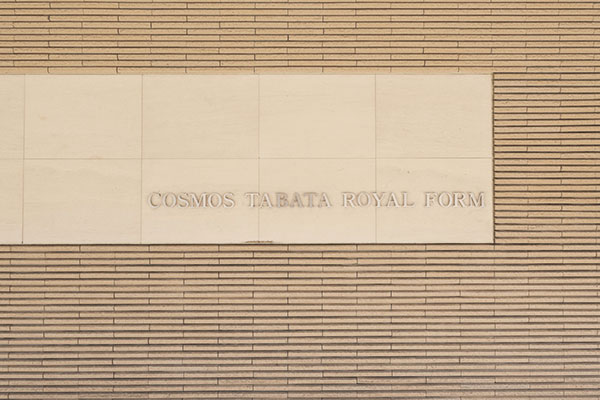 COSMOS TABATA ROYAL FORM